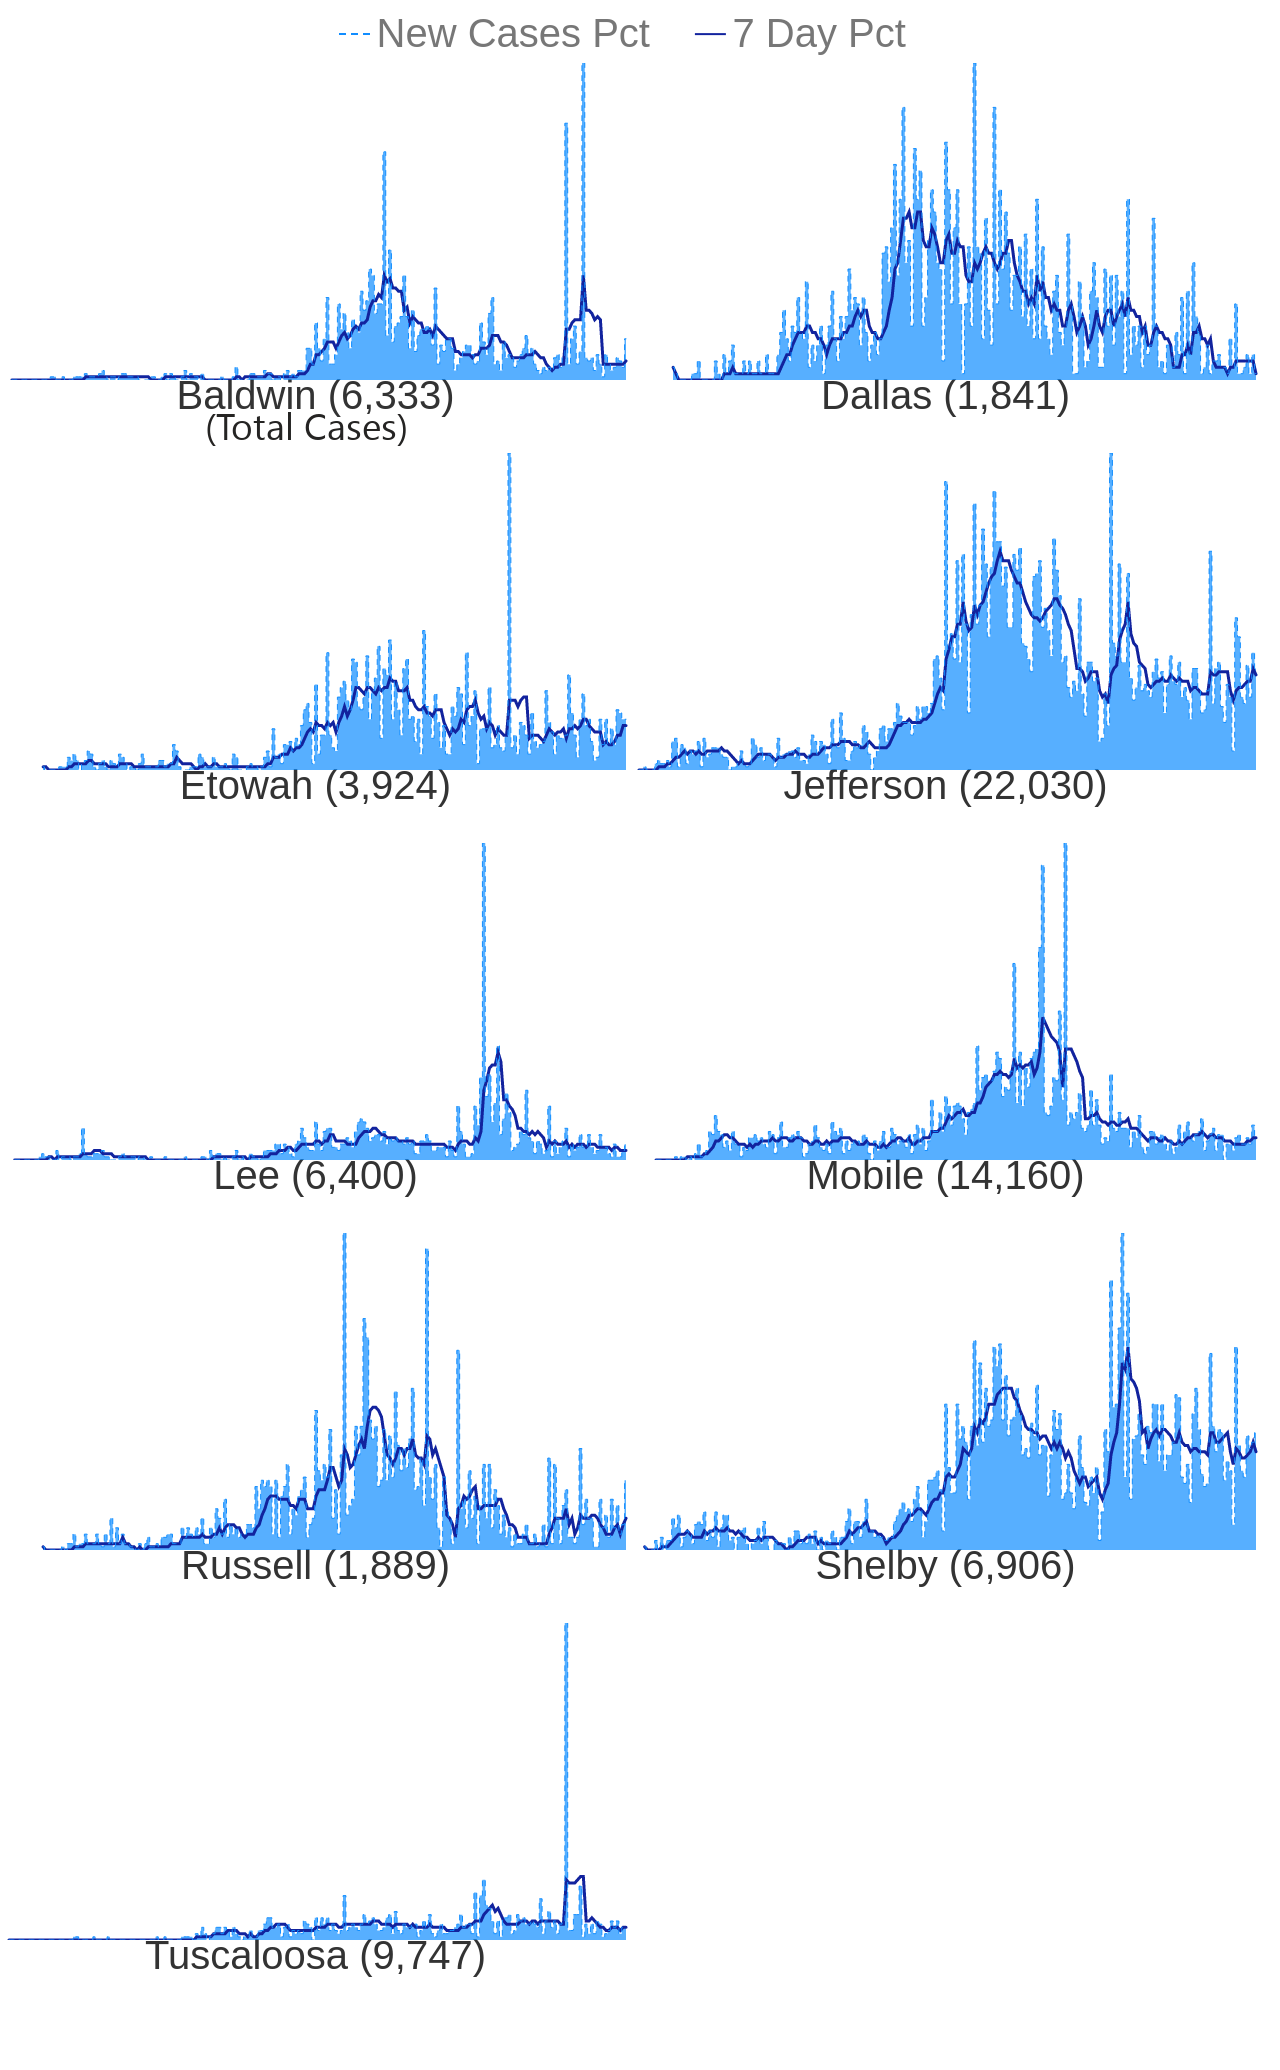 New Cases Pct 7 Day Pct
Baldwin (6,333) Dallas (1,841)
(Total Cases)
Etowah (3,924) Jefferson (22,030)
Lee (6,400) Mobile (14,160)
Russell (1,889) Shelby (6,906)
Tuscaloosa (9,747)